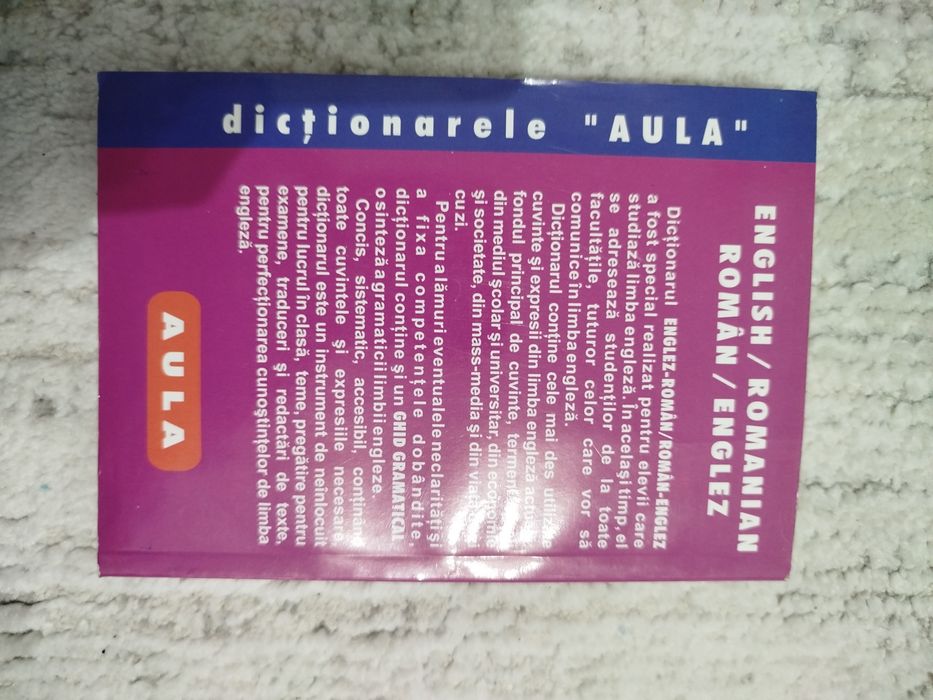 dicționarele "AULA"
ENGLISH / ROMANIAN
ROMÂN / ENGLEZ
Dicționarul ENGLEZ-ROMÂN/ROMÂN-ENGLEZ
a fost special realizat pentru elevii care
studiază limba engleză. În același timp, el
se adresează studenților de la toate
facultățile, tuturor celor care vor să
comunice în limba engleză.
Dicționarul conține cele mai des utilizate
cuvinte și expresii din limba engleză
fondul principal de cuvinte,
din mediul școlar și universitar, din economie
și societate, din mass-media și din
cuzi.
Pentru a lămuri eventualele neclarități și
a fixa competențele dobândite,
dicționarul conține și un GHID GRAMATICAL
o sinteză a gramaticii limbii engleze.
Concis, sistematic, accesibil, conținând
toate cuvintele și expresiile necesare,
dicționarul este un instrument de neînlocuit
pentru lucrul în clasă, teme, pregătire pentru
examene, traduceri și redactări de texte,
pentru perfecționarea cunoștințelor de limba
engleză.
AULA